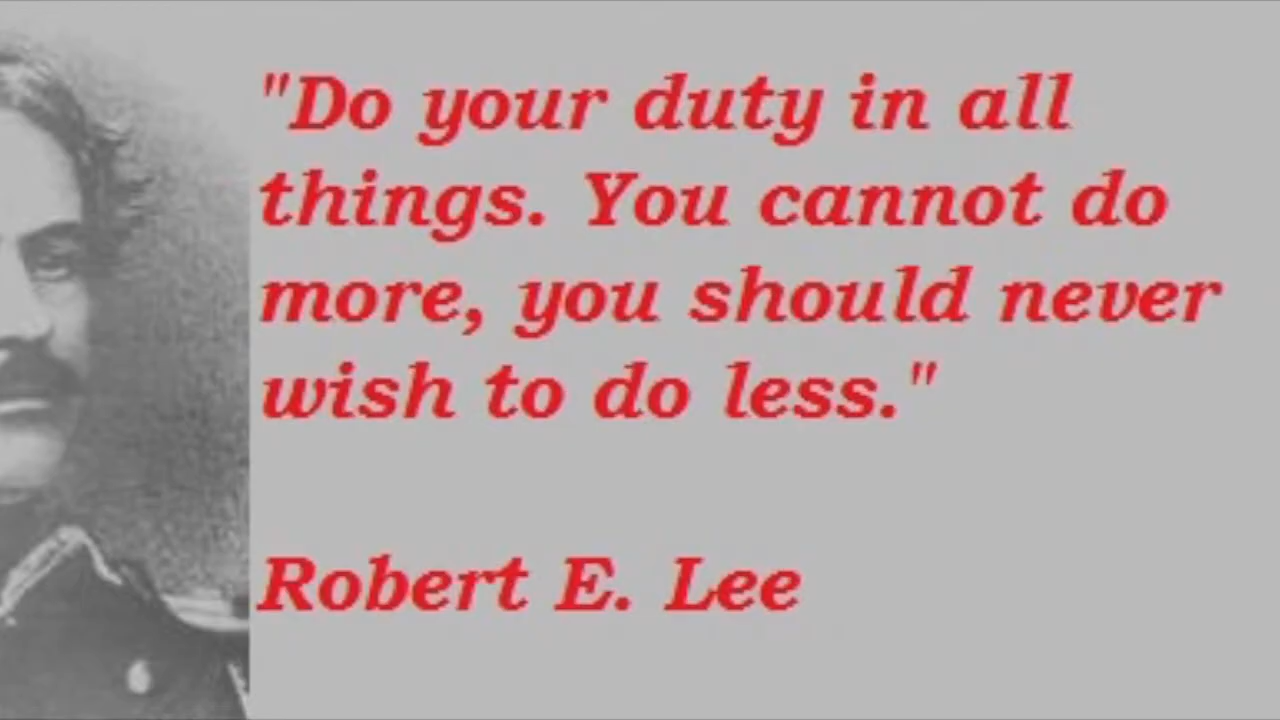 "Do your duty in all
things. You cannot do
more, you should never
wish to do less."
Robert E. Lee